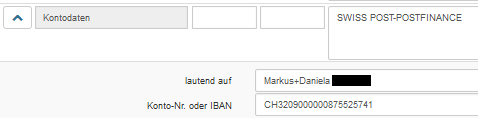 Kontodaten SWISS POST-POSTFINANCE
lautend auf Markus+Daniela
Konto-Nr. oder IBAN CH3209000000875525741